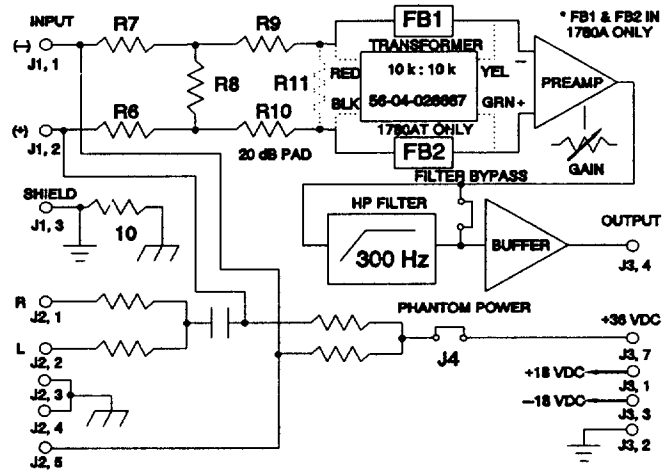 INPUT
(–)
J1, 1
R7
R9
FB1
* FB1 & FB2 IN
1780A ONLY
TRANSFORMER
RED
10 k : 10 k
YEL
–
PREAMP
R8
R11
BLK
56-04-026667
GRN
+
(+)
J1, 2
R6
R10
1780AT ONLY
20 dB PAD
FB2
GAIN
FILTER BYPASS
SHIELD
J1, 3
10
HP FILTER
300 Hz
BUFFER
OUTPUT
J3, 4
R
J2, 1
PHANTOM POWER
+36 VDC
L
J2, 2
J4
J3, 7
J2, 3
+18 VDC
J3, 1
J2, 4
–18 VDC
J3, 3
J2, 5
J3, 2